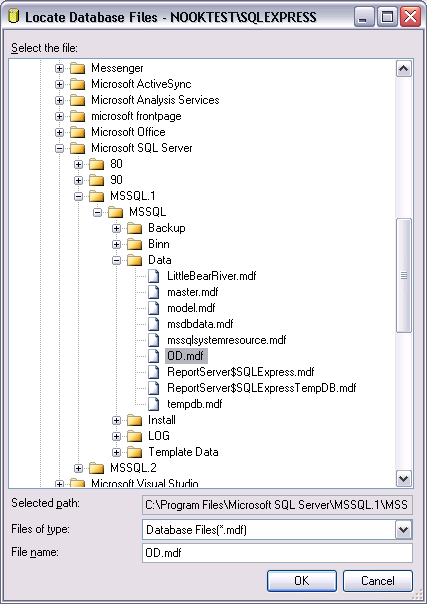 Locate Database Files - NOOKTEST\SQLEXPRESS
Select the file:
Messenger
Microsoft ActiveSync
Microsoft Analysis Services
microsoft frontpage
Microsoft Office
Microsoft SQL Server
80
90
MSSQL.1
MSSQL
Backup
Binn
Data
LittleBearRiver.mdf
master.mdf
model.mdf
msdbdata.mdf
mssqlsystemresource.mdf
OD.mdf
ReportServer$SQLExpress.mdf
ReportServer$SQLExpressTempDB.mdf
tempdb.mdf
Install
LOG
Template Data
MSSQL.2
Microsoft Visual Studio
Selected path: C:\Program Files\Microsoft SQL Server\MSSQL.1\MSS
Files of type: Database Files(*.mdf)
File name: OD.mdf
OK Cancel